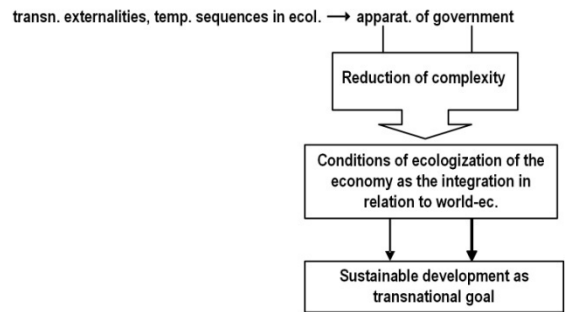 transn. externalities, temp. sequences in ecol. → apparat. of government
Reduction of complexity
Conditions of ecologization of the
economy as the integration in
relation to world-ec.
Sustainable development as
transnational goal